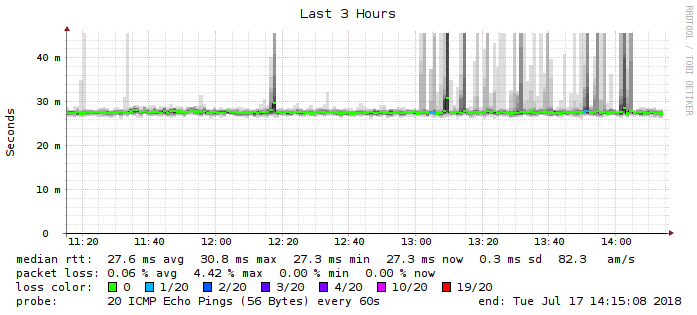 Last 3 Hours
RRDTOOL / TOBI OETIKER
Seconds
40 m
30 m
20 m
10 m
0
11:20 11:40 12:00 12:20 12:40 13:00 13:20 13:40 14:00
median rtt: 27.6 ms avg 30.8 ms max 27.3 ms min 27.3 ms now 0.3 ms sd 82.3 am/s
packet loss: 0.06 % avg 4.42 % max 0.00 % min 0.00 % now
loss color: 0 1/20 2/20 3/20 4/20 10/20 19/20
probe: 20 ICMP Echo Pings (56 Bytes) every 60s end: Tue Jul 17 14:15:08 2018